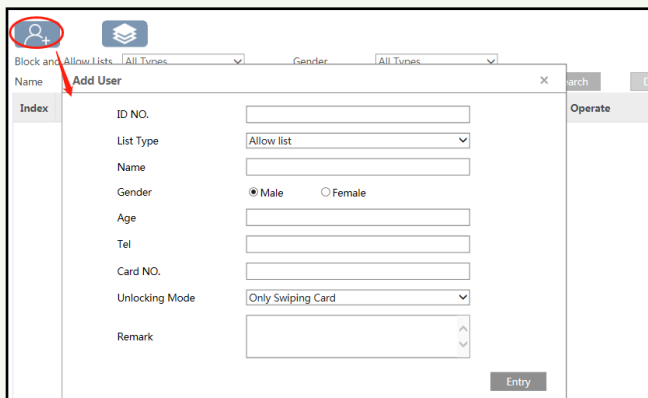 Block and Allow Lists All Types Gender All Types
Name Add User ×
Index Operate
ID NO.
List Type Allow list
Name
Gender Male Female
Age
Tel
Card NO.
Unlocking Mode Only Swiping Card
Remark
Entry